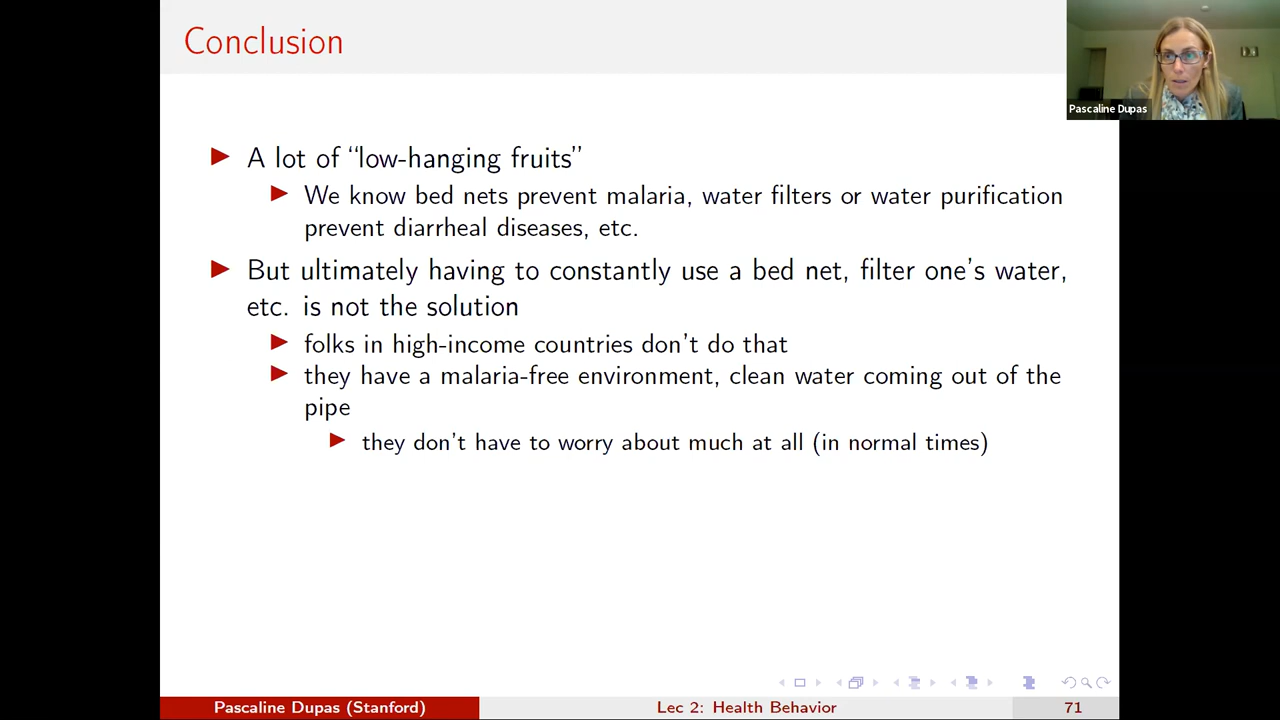 Conclusion
Pascaline Dupas
A lot of “low-hanging fruits”
We know bed nets prevent malaria, water filters or water purification
prevent diarrheal diseases, etc.
But ultimately having to constantly use a bed net, filter one’s water,
etc. is not the solution
folks in high-income countries don’t do that
they have a malaria-free environment, clean water coming out of the
pipe
they don’t have to worry about much at all (in normal times)
Pascaline Dupas (Stanford)
Lec 2: Health Behavior
71